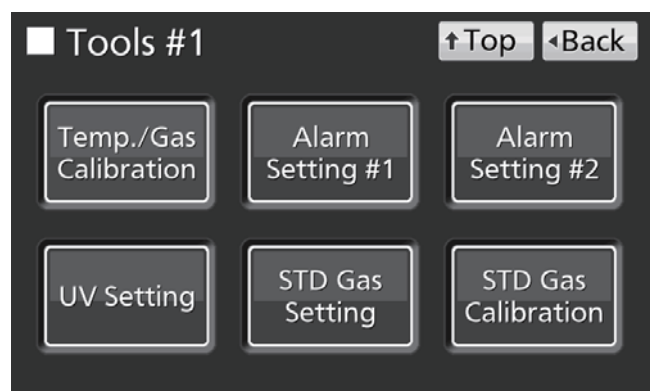 Tools #1
↑Top ◂Back
Temp./Gas
Calibration
Alarm
Setting #1
Alarm
Setting #2
UV Setting
STD Gas
Setting
STD Gas
Calibration